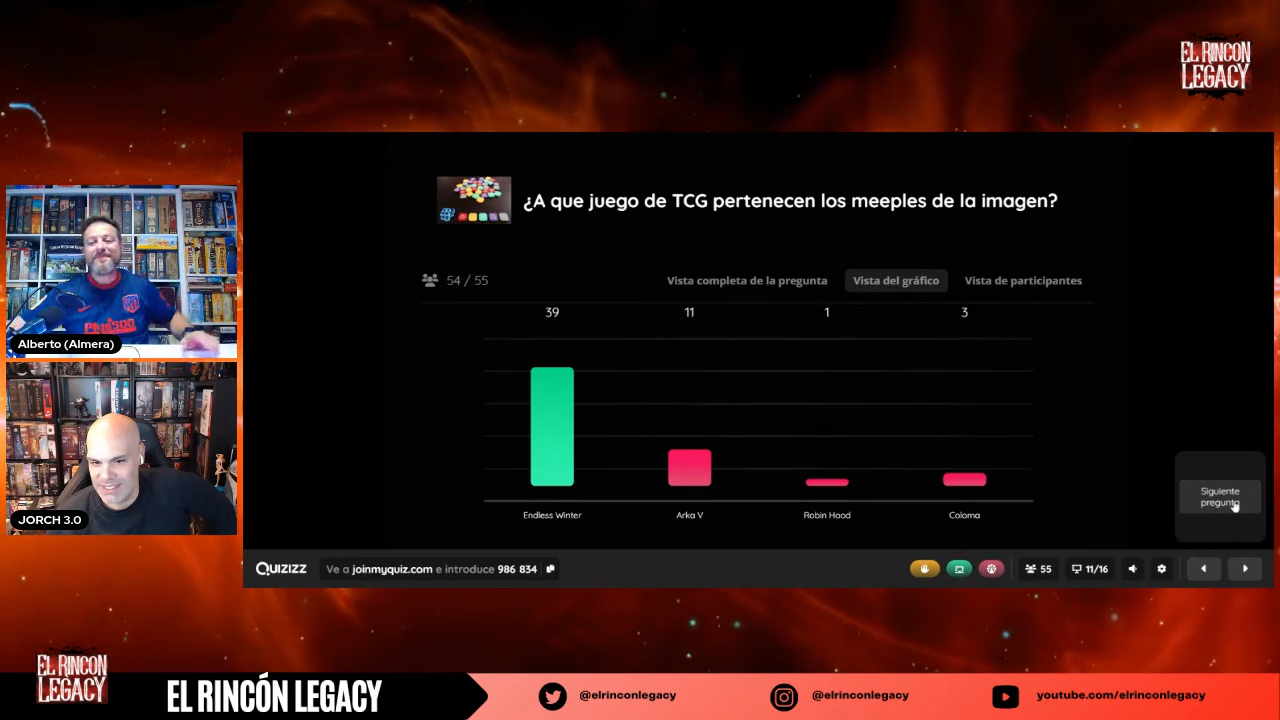 EL RINCON
LEGACY
¿A que juego de TCG pertenecen los meeples de la imagen?
54 / 55
Vista completa de la pregunta
Vista del gráfico
Vista de participantes
39
11
1
3
Endless Winter
Arka V
Robin Hood
Coloma
Siguiente
pregunta
Alberto (Almera)
JORCH 3.0
QUIZIZZ
Ve a joinmyquiz.com e introduce 986 834
55
11/16
EL RINCON
LEGACY
EL RINCÓN LEGACY
@elrinconlegacy
@elrinconlegacy
youtube.com/elrinconlegacy